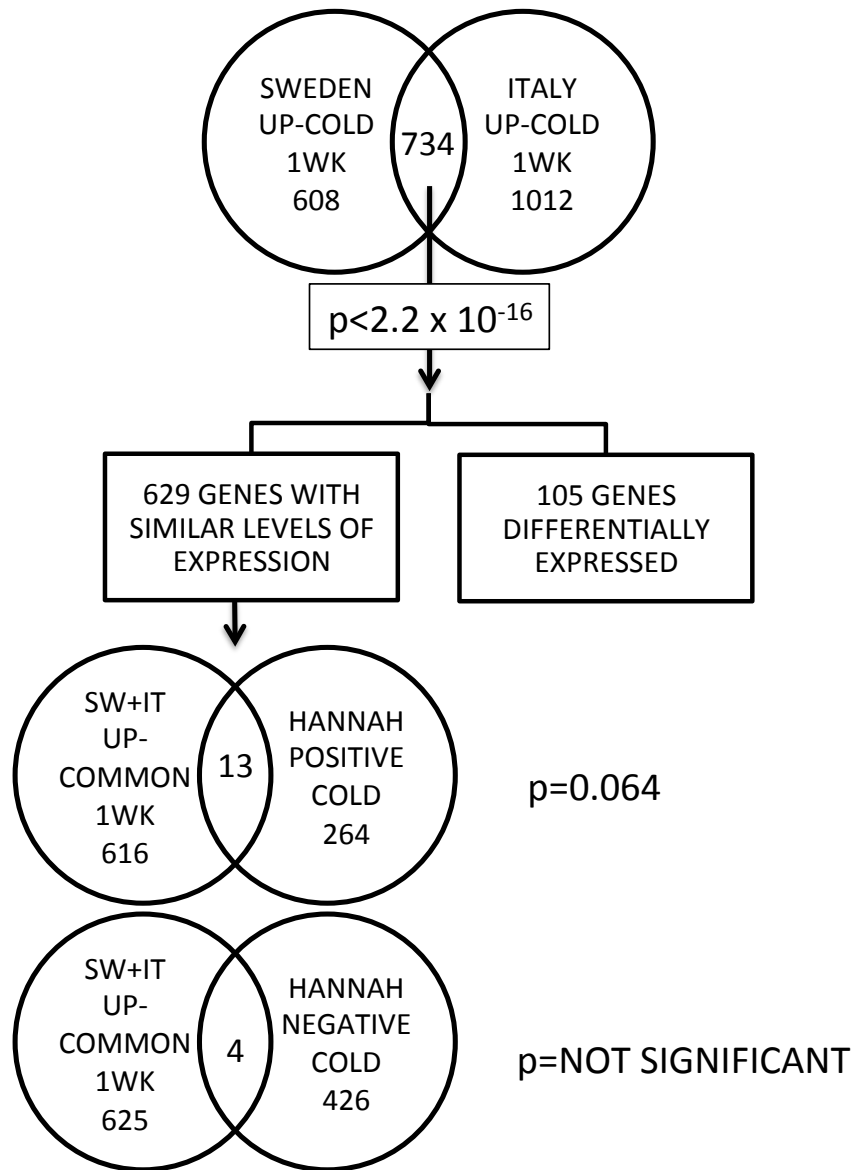 SWEDEN
UP-COLD
1WK
608
734
ITALY
UP-COLD
1WK
1012
p<2.2 x 10⁻¹⁶
629 GENES WITH
SIMILAR LEVELS OF
EXPRESSION
105 GENES
DIFFERENTIALLY
EXPRESSED
SW+IT
UP-
COMMON
1WK
616
13
HANNAH
POSITIVE
COLD
264
p=0.064
SW+IT
UP-
COMMON
1WK
625
4
HANNAH
NEGATIVE
COLD
426
p=NOT SIGNIFICANT